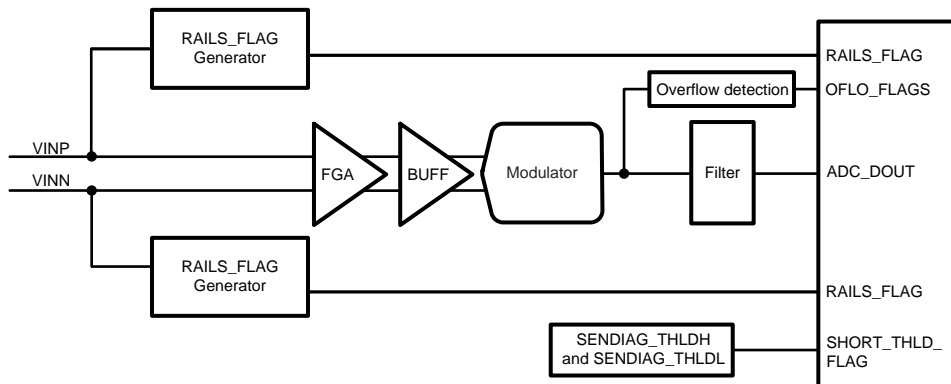 RAILS_FLAG
Generator
RAILS_FLAG
Overflow detection
OFLO_FLAGS
VINP
VINN
FGA
BUFF
Modulator
Filter
ADC_DOUT
RAILS_FLAG
Generator
RAILS_FLAG
SENDIAG_THLDH
and SENDIAG_THLDL
SHORT_THLD_
FLAG